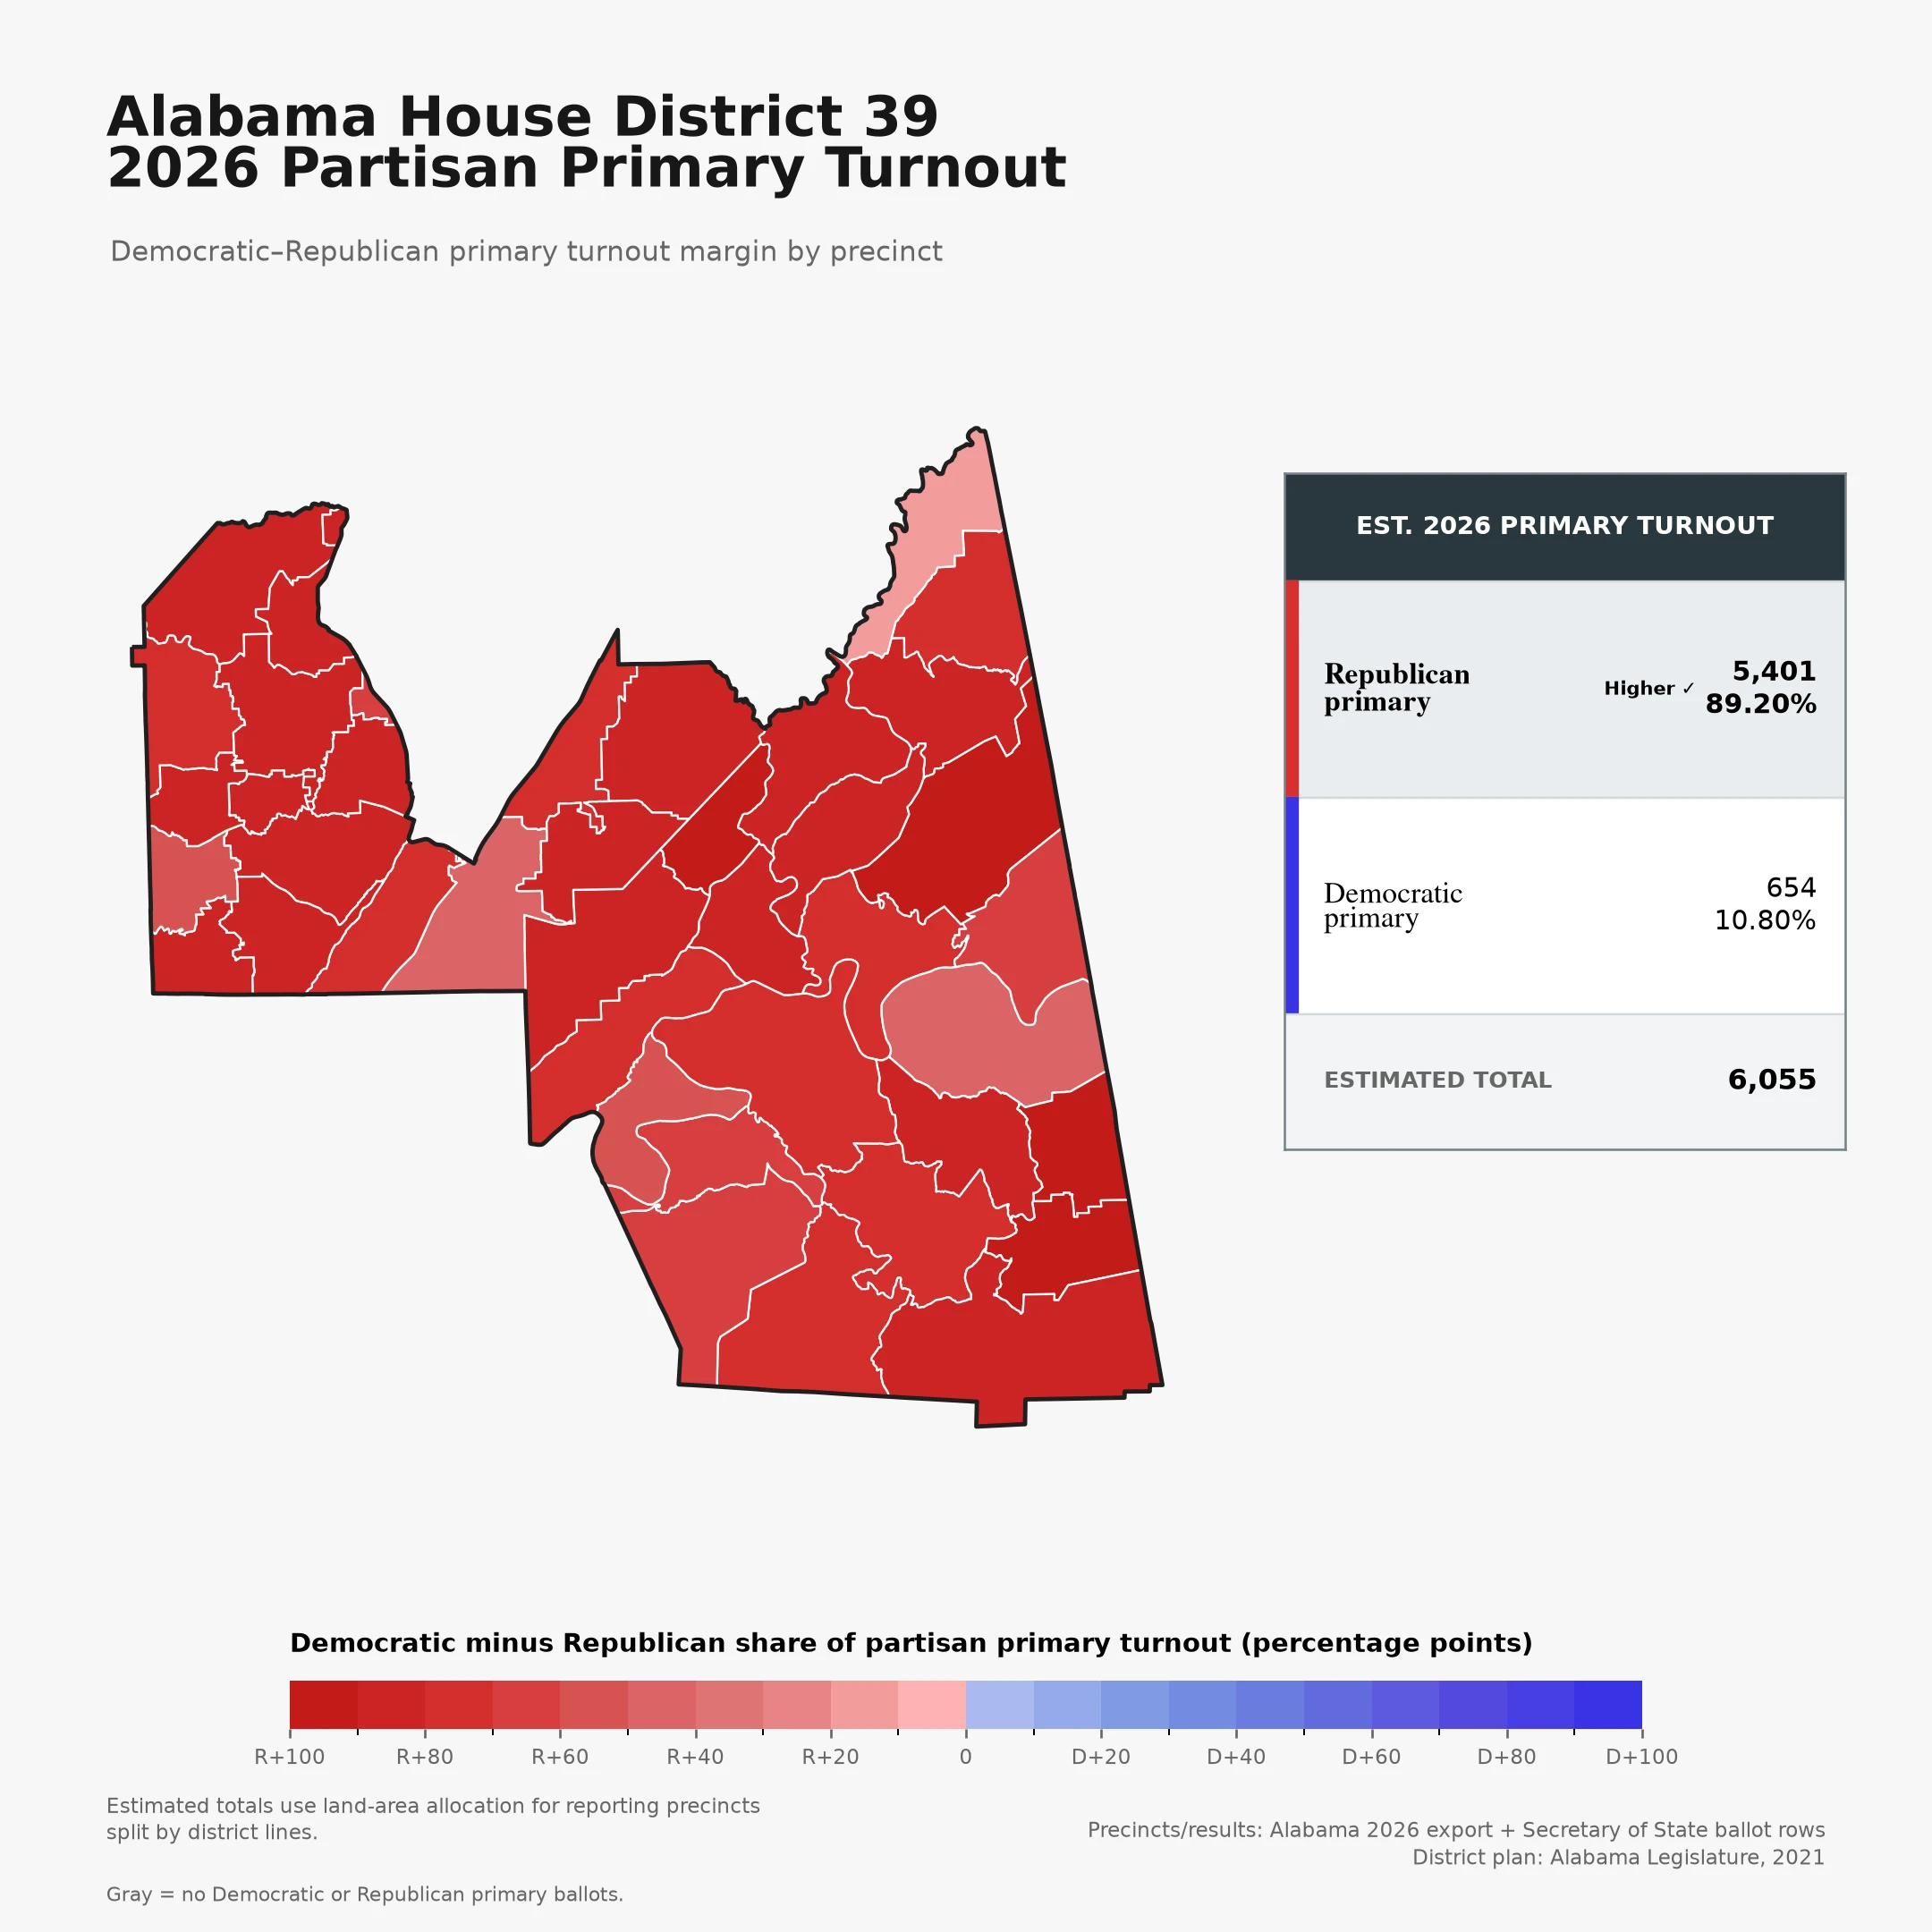 Alabama House District 39
2026 Partisan Primary Turnout
Democratic–Republican primary turnout margin by precinct
EST. 2026 PRIMARY TURNOUT
Republican
primary
Higher ✓
5,401
89.20%
Democratic
primary
654
10.80%
ESTIMATED TOTAL
6,055
Democratic minus Republican share of partisan primary turnout (percentage points)
R+100 R+80 R+60 R+40 R+20 0 D+20 D+40 D+60 D+80 D+100
Estimated totals use land-area allocation for reporting precincts
split by district lines.
Gray = no Democratic or Republican primary ballots.
Precincts/results: Alabama 2026 export + Secretary of State ballot rows
District plan: Alabama Legislature, 2021